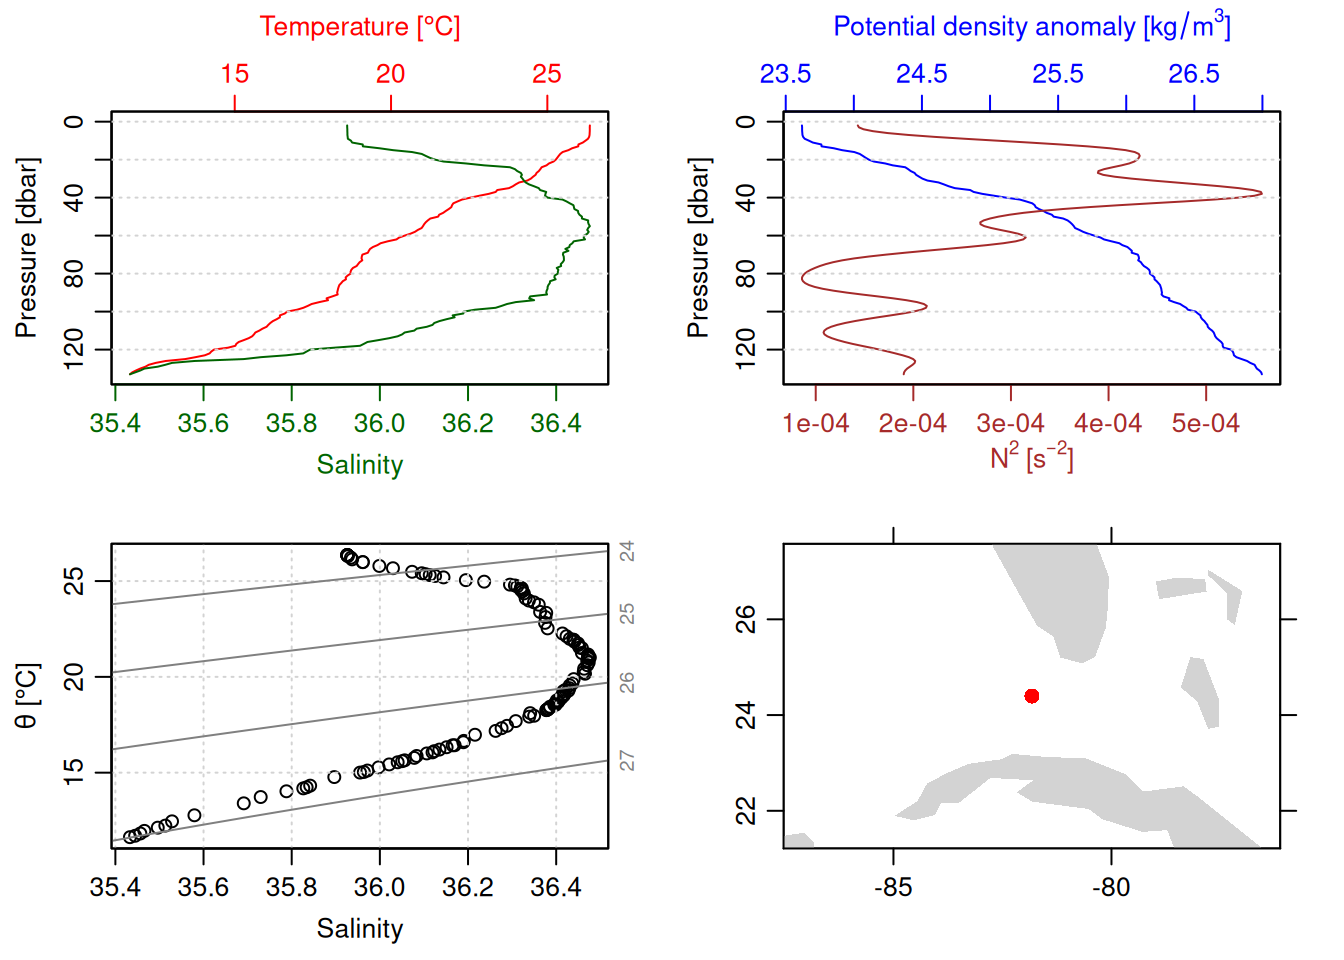 Temperature [°C]
15 20 25
0
40
80
120
Pressure [dbar]
35.4 35.6 35.8 36.0 36.2 36.4
Salinity
Potential density anomaly [kg/m³]
23.5 24.5 25.5 26.5
0
40
80
120
Pressure [dbar]
1e-04 2e-04 3e-04 4e-04 5e-04
N² [s⁻²]
24
25
26
27
25
20
15
θ [°C]
35.4 35.6 35.8 36.0 36.2 36.4
Salinity
26
24
22
-85 -80